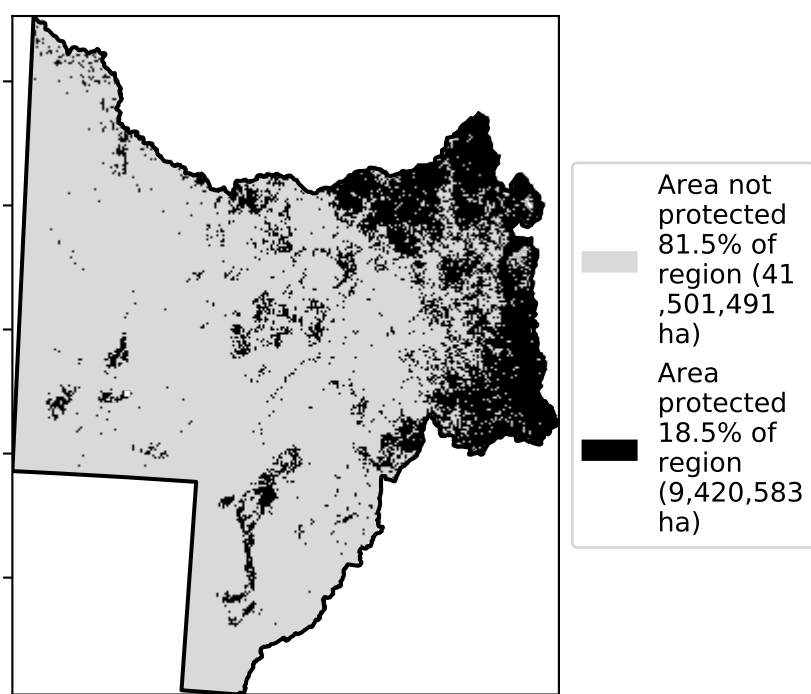 Area not
protected
81.5% of
region (41
,501,491
ha)
Area
protected
18.5% of
region
(9,420,583
ha)